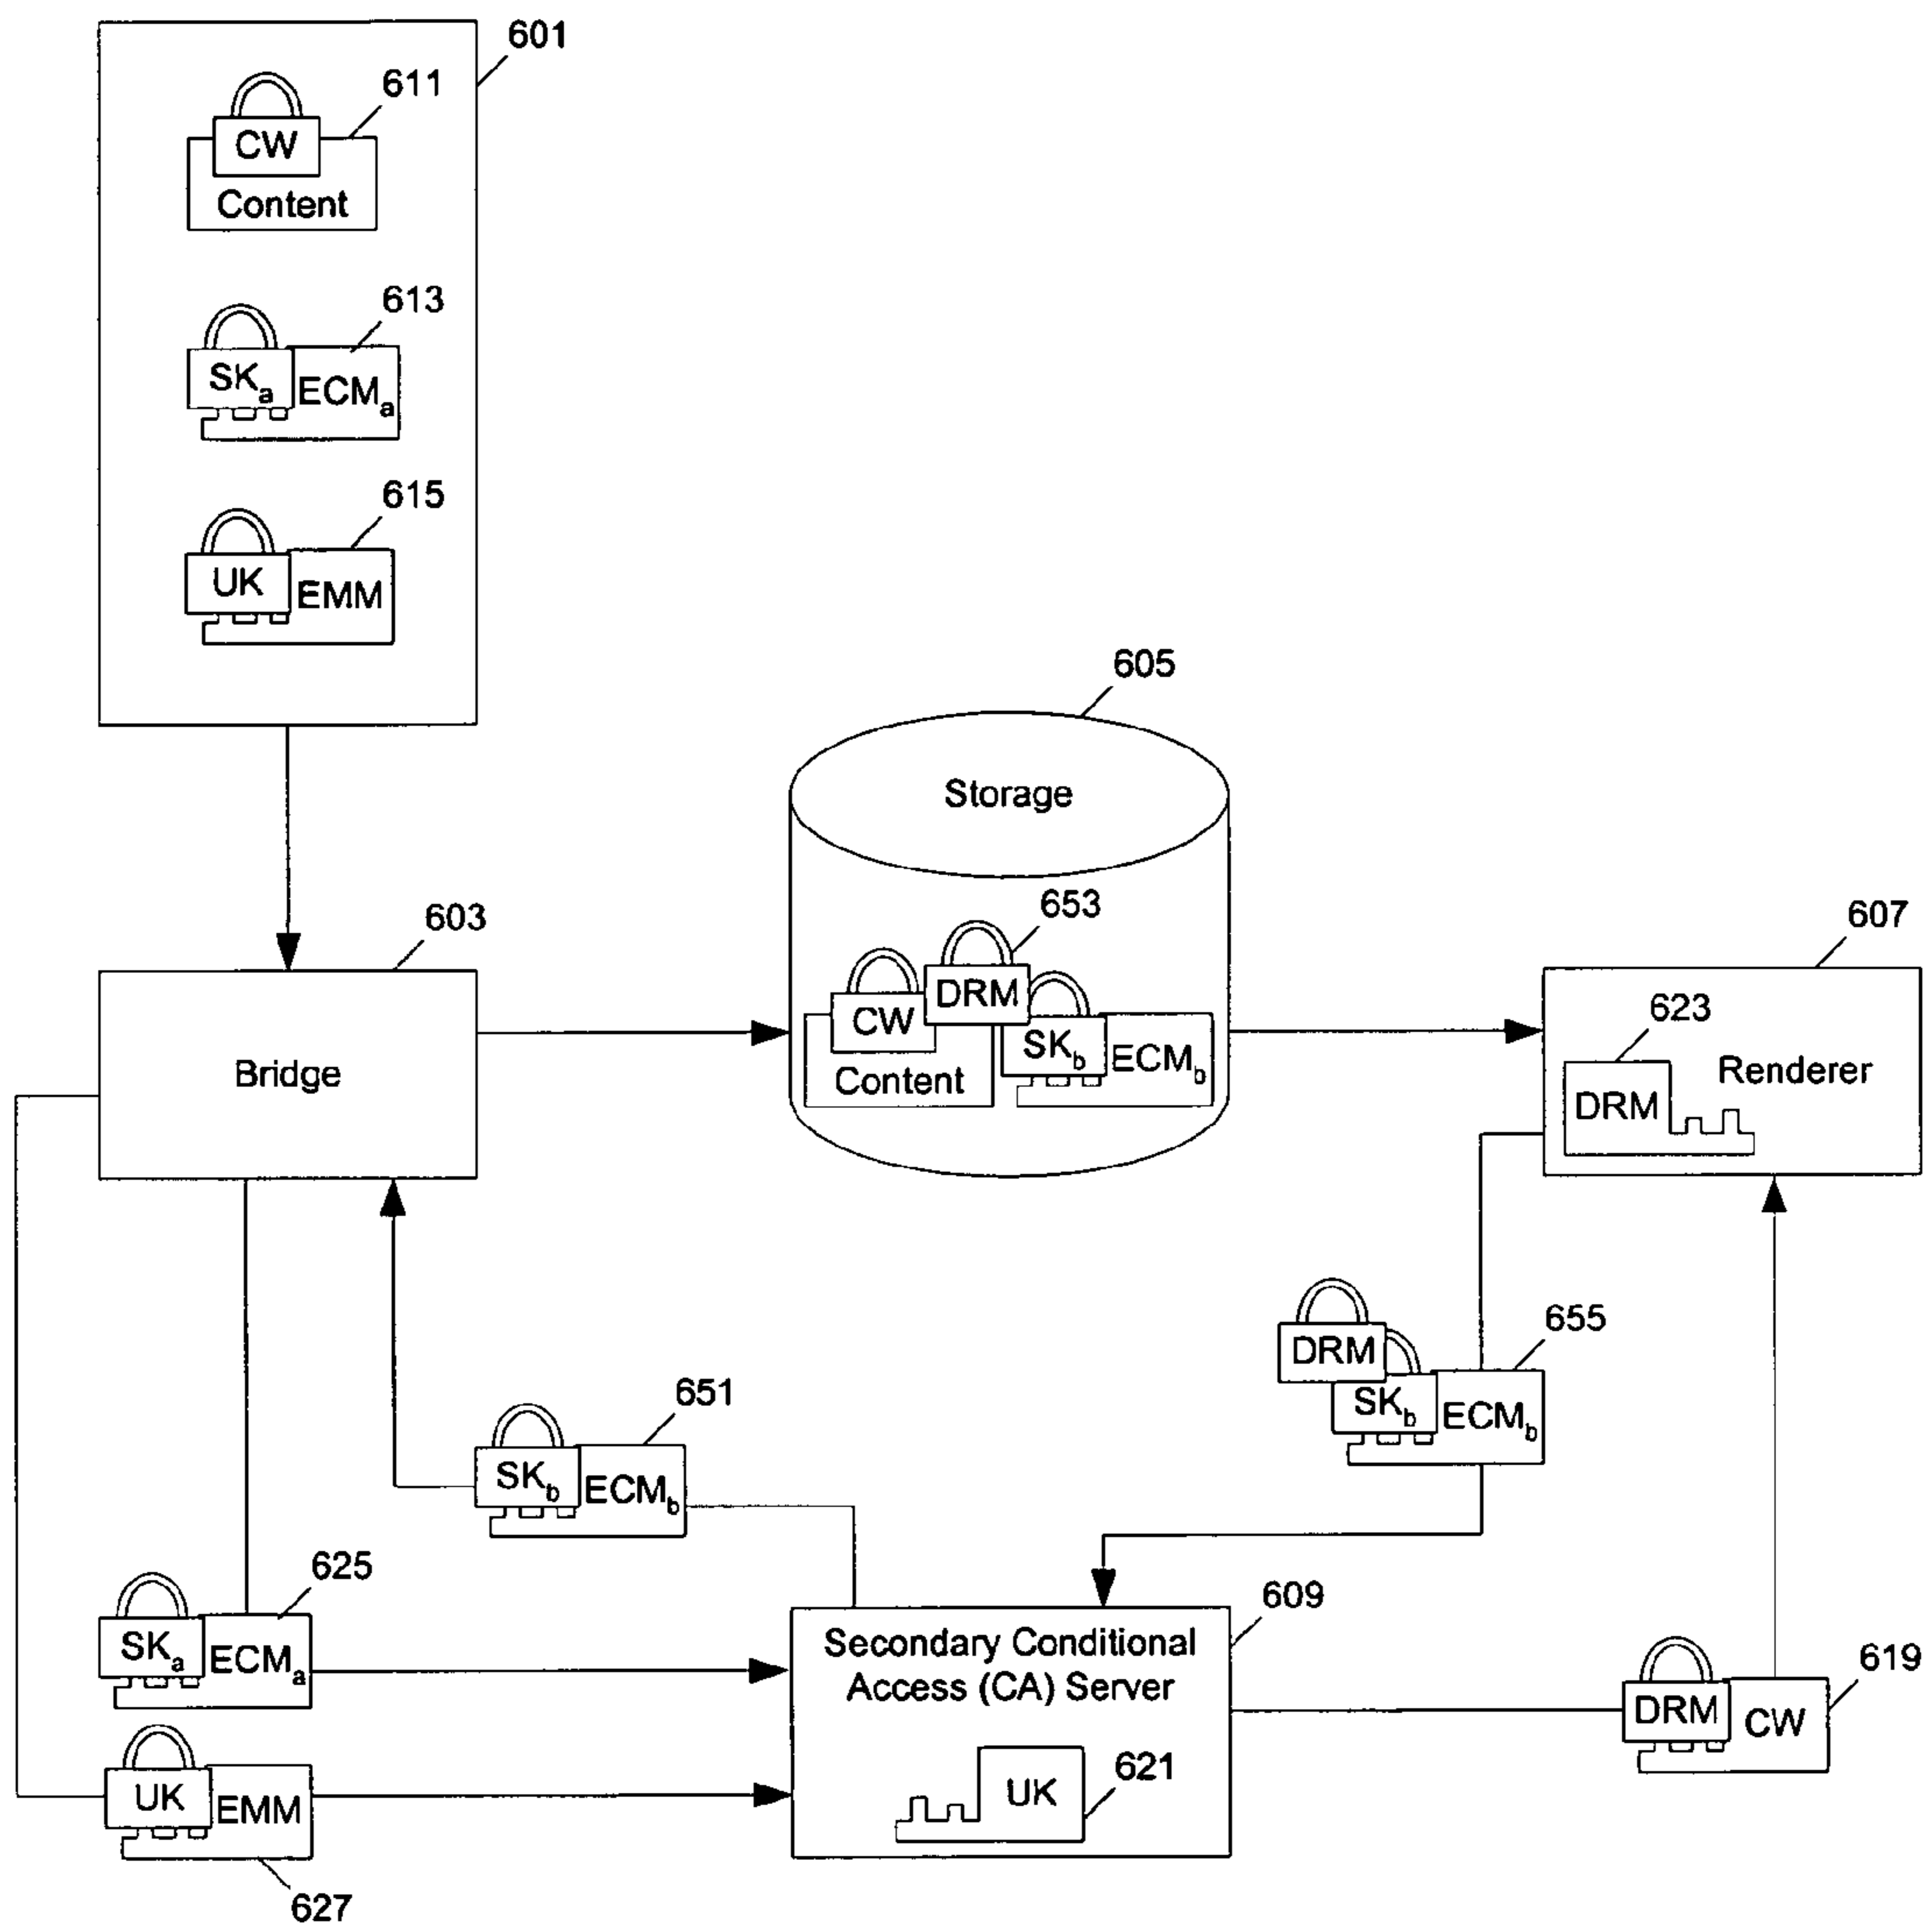 601
611
CW
Content
613
SKa
ECMa
615
UK
EMM
605
Storage
653
DRM
CW
SKb
ECMb
Content
603
Bridge
607
623
Renderer
DRM
655
DRM
SKb
ECMb
651
SKb
ECMb
625
SKa
ECMa
609
Secondary Conditional
Access (CA) Server
619
DRM
CW
UK
EMM
UK
621
627